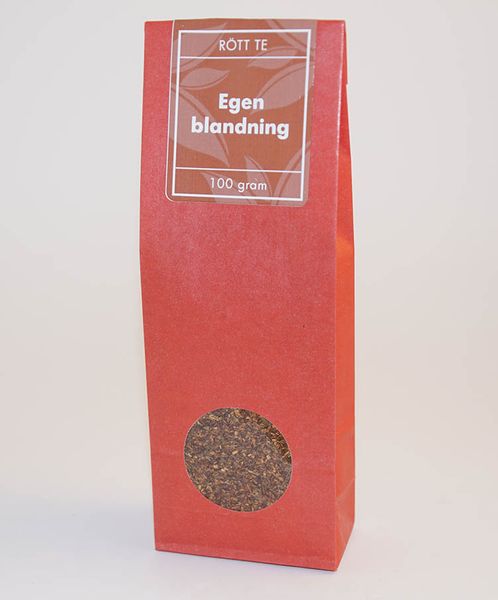 RÖTT TE
Egen
blandning
100 gram